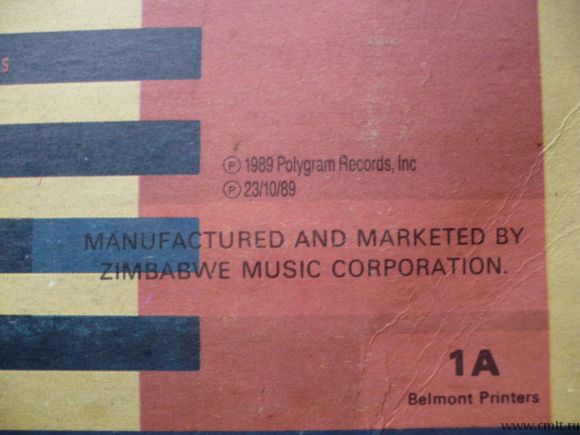 S
℗ 1989 Polygram Records, Inc
℗ 23/10/89
MANUFACTURED AND MARKETED BY
ZIMBABWE MUSIC CORPORATION.
1A
Belmont Printers
www.cmlt.ru